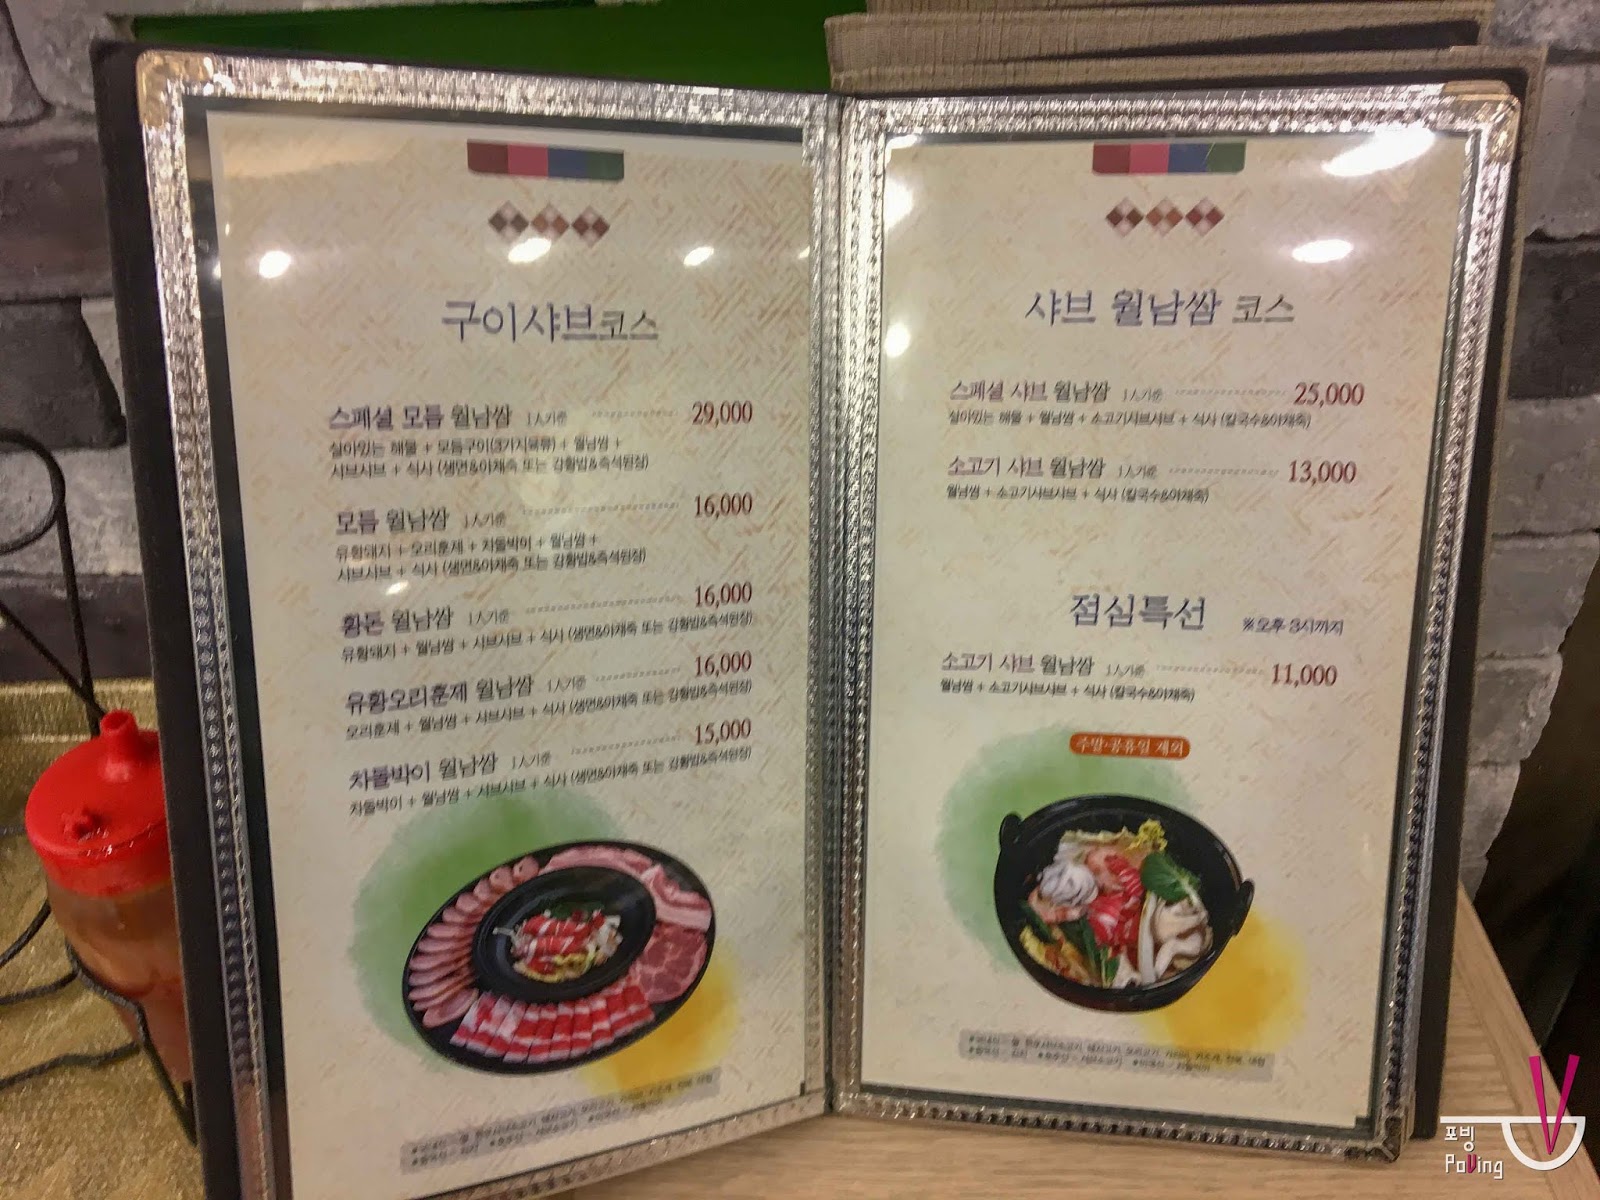 구이샤브코스
스페셜 모듬 월남쌈 1人기준 29,000
살아있는 해물 + 모듬구이(3가지육류) + 월남쌈 +
샤브샤브 + 식사 (생면&야채죽 또는 강황밥&즉석된장)
모듬 월남쌈 1人기준 16,000
유황돼지 + 오리훈제 + 차돌박이 + 월남쌈 +
샤브샤브 + 식사 (생면&야채죽 또는 강황밥&즉석된장)
황돈 월남쌈 1人기준 16,000
유황돼지 + 월남쌈 + 샤브샤브 + 식사 (생면&야채죽 또는 강황밥&즉석된장)
유황오리훈제 월남쌈 1人기준 16,000
오리훈제 + 월남쌈 + 샤브샤브 + 식사 (생면&야채죽 또는 강황밥&즉석된장)
차돌박이 월남쌈 1人기준 15,000
차돌박이 + 월남쌈 + 샤브샤브 + 식사 (생면&야채죽 또는 강황밥&즉석된장)
샤브 월남쌈 코스
스페셜 샤브 월남쌈 1人기준 25,000
살아있는 해물 + 월남쌈 + 소고기샤브샤브 + 식사 (칼국수&야채죽)
소고기 샤브 월남쌈 1人기준 13,000
월남쌈 + 소고기샤브샤브 + 식사 (칼국수&야채죽)
점심특선 ※오후 3시까지
소고기 샤브 월남쌈 1人기준 11,000
월남쌈 + 소고기샤브샤브 + 식사 (칼국수&야채죽)
주말·공휴일 제외
포빙
PoVing